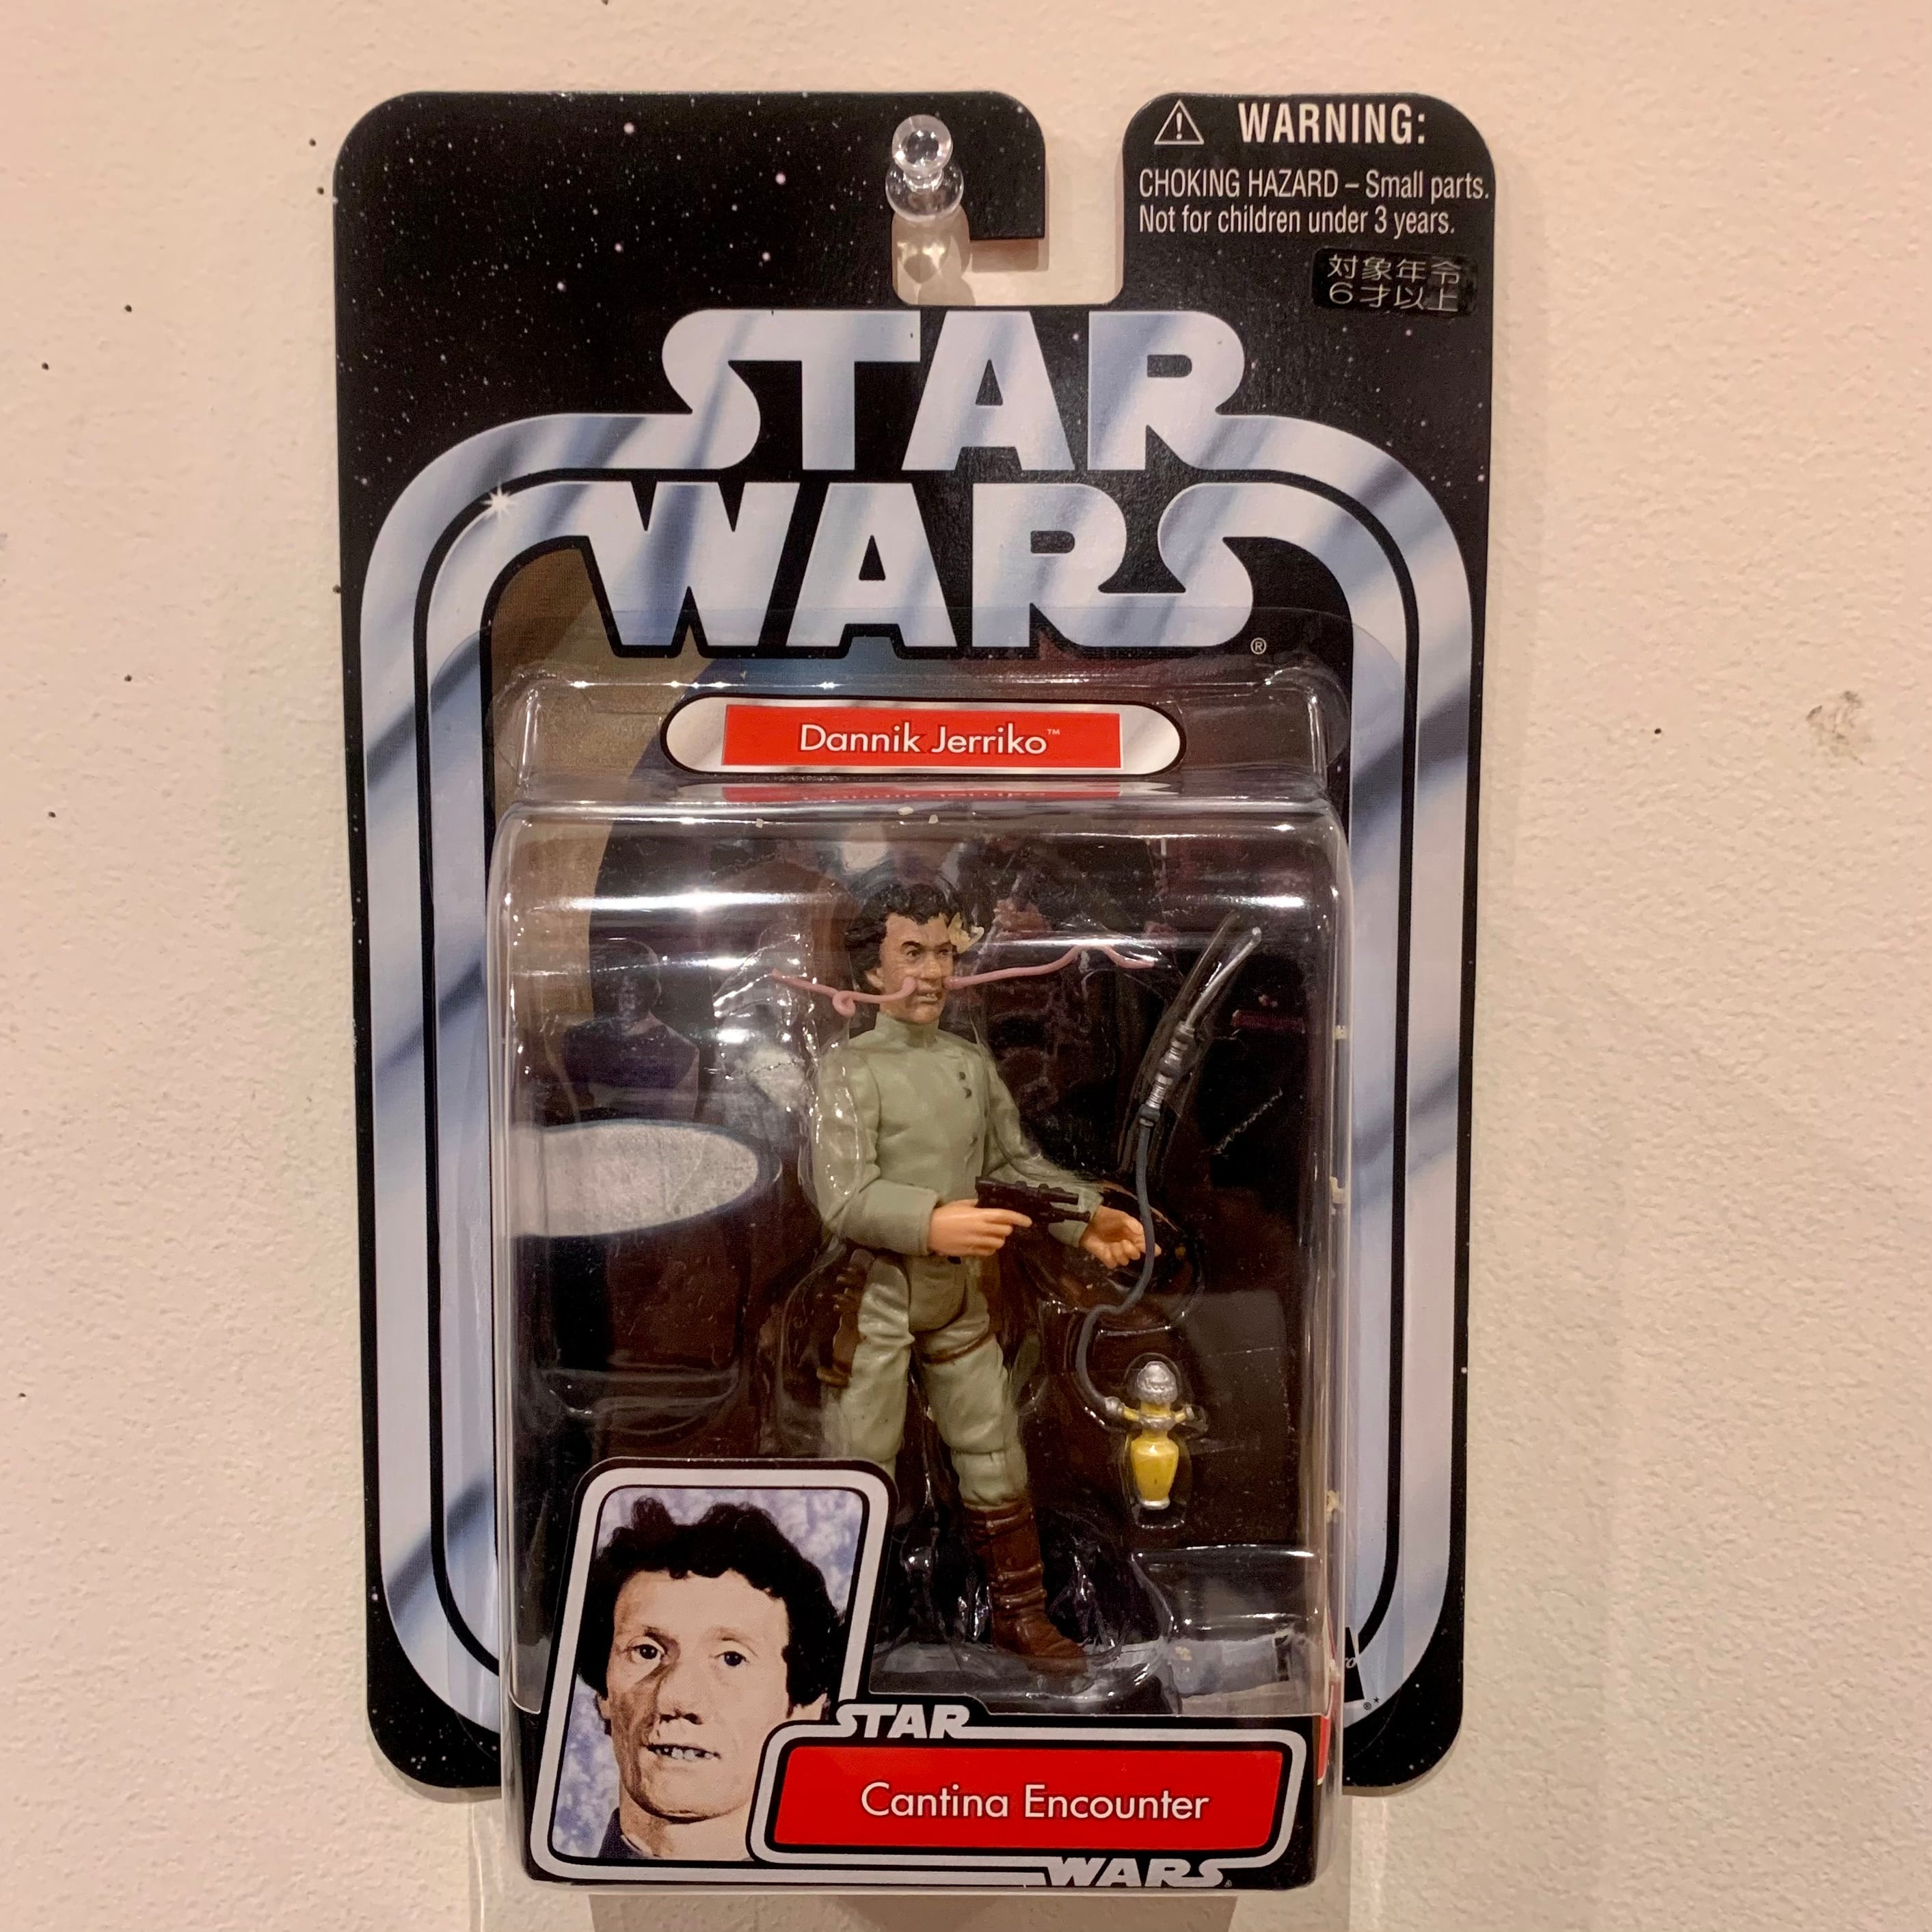 WARNING:
CHOKING HAZARD – Small parts.
Not for children under 3 years.
対象年令
6才以上
STAR
WARS®
Dannik Jerriko™
STAR
Cantina Encounter
WARS